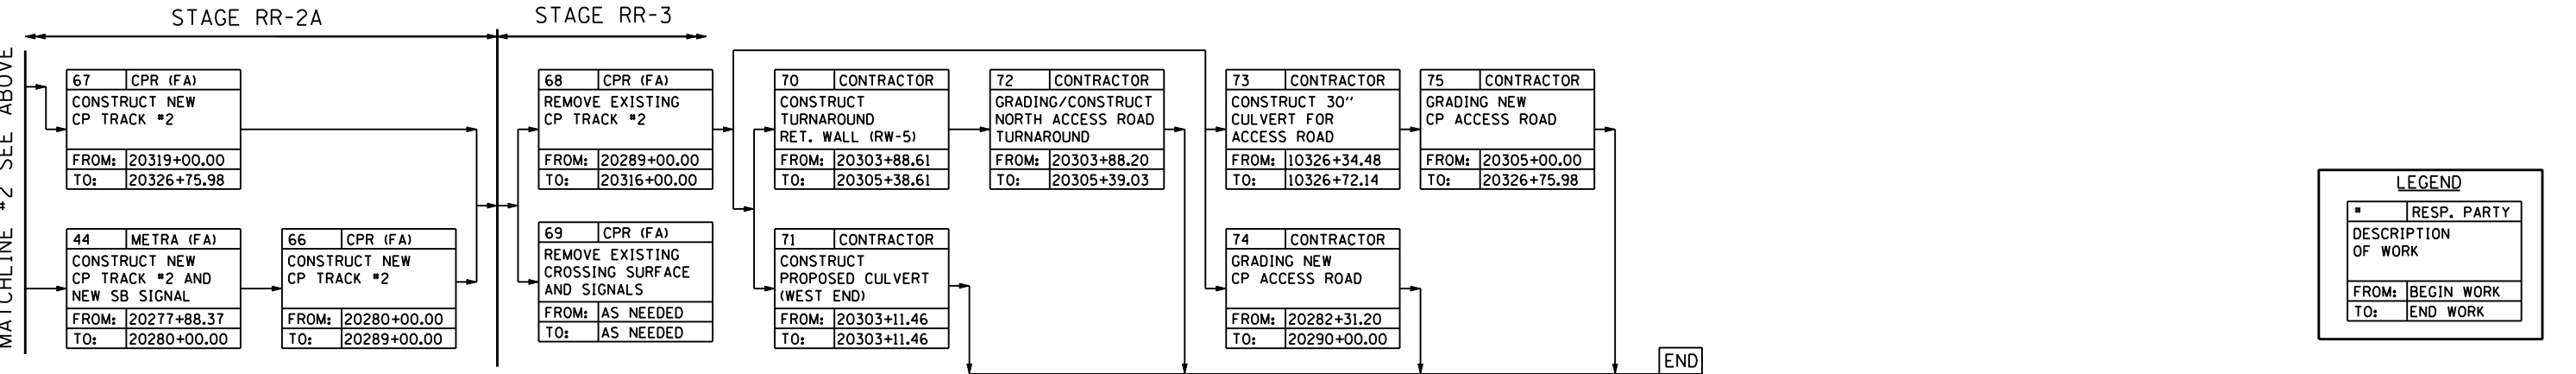 STAGE RR-2A
STAGE RR-3
MATCHLINE #2 SEE ABOVE
67 CPR (FA)
CONSTRUCT NEW
CP TRACK #2
FROM: 20319+00.00
TO: 20326+75.98
44 METRA (FA)
CONSTRUCT NEW
CP TRACK #2 AND
NEW SB SIGNAL
FROM: 20277+88.37
TO: 20280+00.00
66 CPR (FA)
CONSTRUCT NEW
CP TRACK #2
FROM: 20280+00.00
TO: 20289+00.00
68 CPR (FA)
REMOVE EXISTING
CP TRACK #2
FROM: 20289+00.00
TO: 20316+00.00
69 CPR (FA)
REMOVE EXISTING
CROSSING SURFACE
AND SIGNALS
FROM: AS NEEDED
TO: AS NEEDED
70 CONTRACTOR
CONSTRUCT
TURNAROUND
RET. WALL (RW-5)
FROM: 20303+88.61
TO: 20305+38.61
71 CONTRACTOR
CONSTRUCT
PROPOSED CULVERT
(WEST END)
FROM: 20303+11.46
TO: 20303+11.46
72 CONTRACTOR
GRADING/CONSTRUCT
NORTH ACCESS ROAD
TURNAROUND
FROM: 20303+88.20
TO: 20305+39.03
73 CONTRACTOR
CONSTRUCT 30"
CULVERT FOR
ACCESS ROAD
FROM: 10326+34.48
TO: 10326+72.14
74 CONTRACTOR
GRADING NEW
CP ACCESS ROAD
FROM: 20282+31.20
TO: 20290+00.00
75 CONTRACTOR
GRADING NEW
CP ACCESS ROAD
FROM: 20305+00.00
TO: 20326+75.98
END
LEGEND
# RESP. PARTY
DESCRIPTION
OF WORK
FROM: BEGIN WORK
TO: END WORK